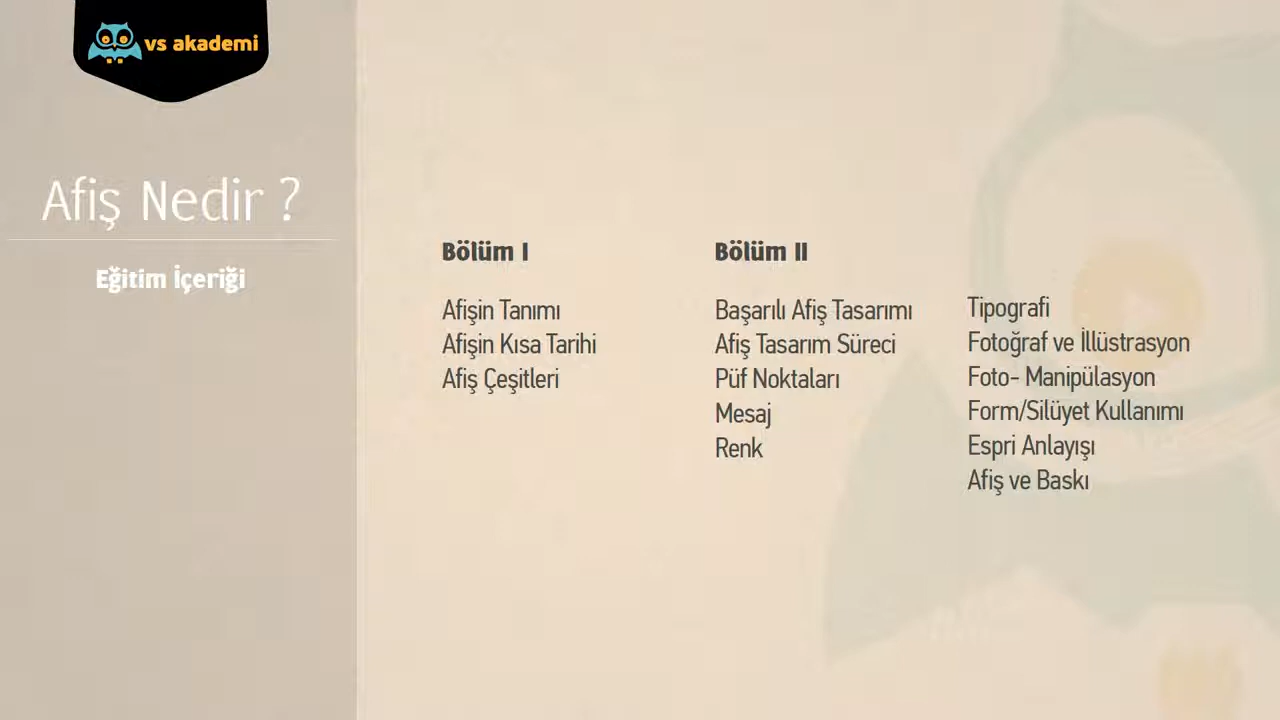 vs akademi
Afiş Nedir ?
Eğitim İçeriği
Bölüm I
Afişin Tanımı
Afişin Kısa Tarihi
Afiş Çeşitleri
Bölüm II
Başarılı Afiş Tasarımı
Afiş Tasarım Süreci
Püf Noktaları
Mesaj
Renk
Tipografi
Fotoğraf ve İllüstrasyon
Foto- Manipülasyon
Form/Silüyet Kullanımı
Espri Anlayışı
Afiş ve Baskı